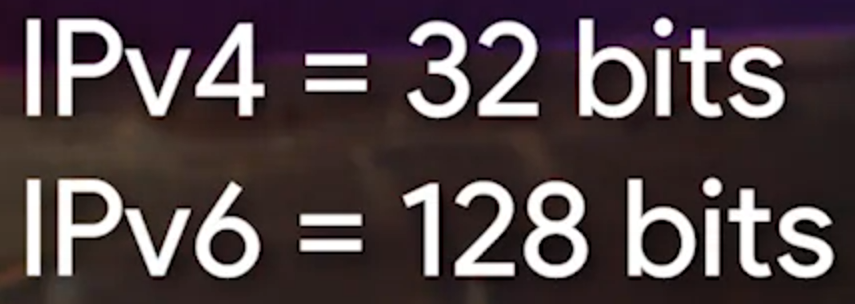 IPv4 = 32 bits
IPv6 = 128 bits